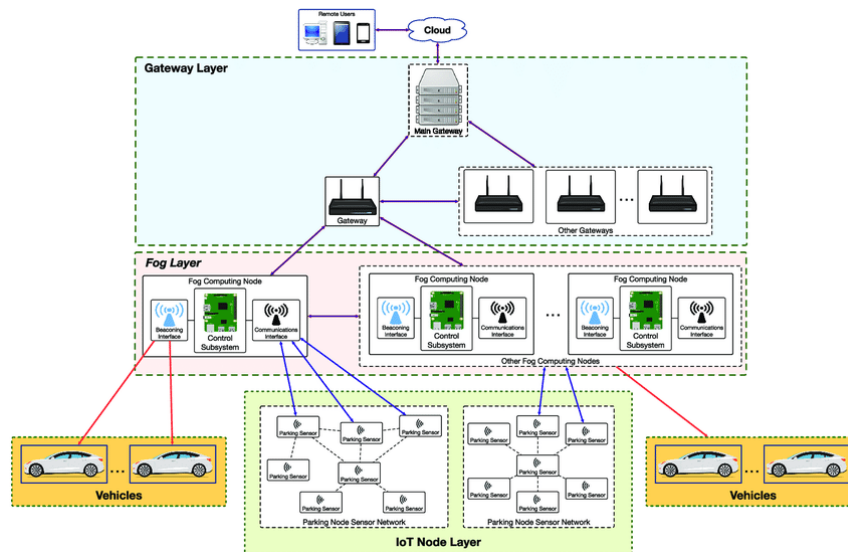 Remote Users
Cloud
Gateway Layer
Main Gateway
Gateway
Other Gateways
Fog Layer
Fog Computing Node
Beaconing
Interface
Control
Subsystem
Communications
Interface
Fog Computing Node
Beaconing
Interface
Control
Subsystem
Communications
Interface
...
Fog Computing Node
Beaconing
Interface
Control
Subsystem
Communications
Interface
Other Fog Computing Nodes
Vehicles
Parking Sensor
Parking Sensor
Parking Sensor
Parking Sensor
Parking Sensor
Parking Sensor
Parking Sensor
Parking Node Sensor Network
Parking Sensor
Parking Sensor
Parking Sensor
Parking Sensor
Parking Sensor
Parking Sensor
Parking Sensor
Parking Node Sensor Network
IoT Node Layer
Vehicles